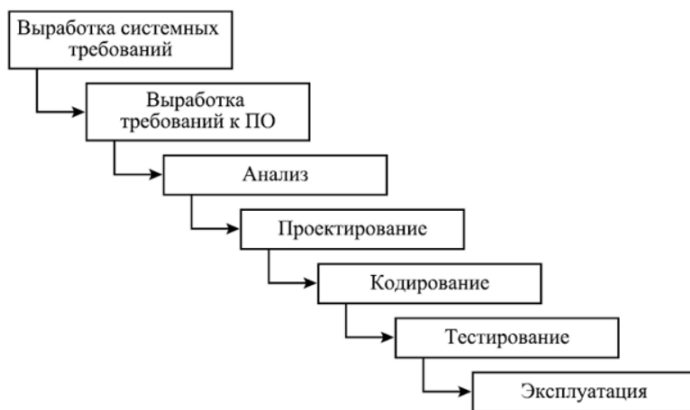 Выработка системных
требований
Выработка
требований к ПО
Анализ
Проектирование
Кодирование
Тестирование
Эксплуатация